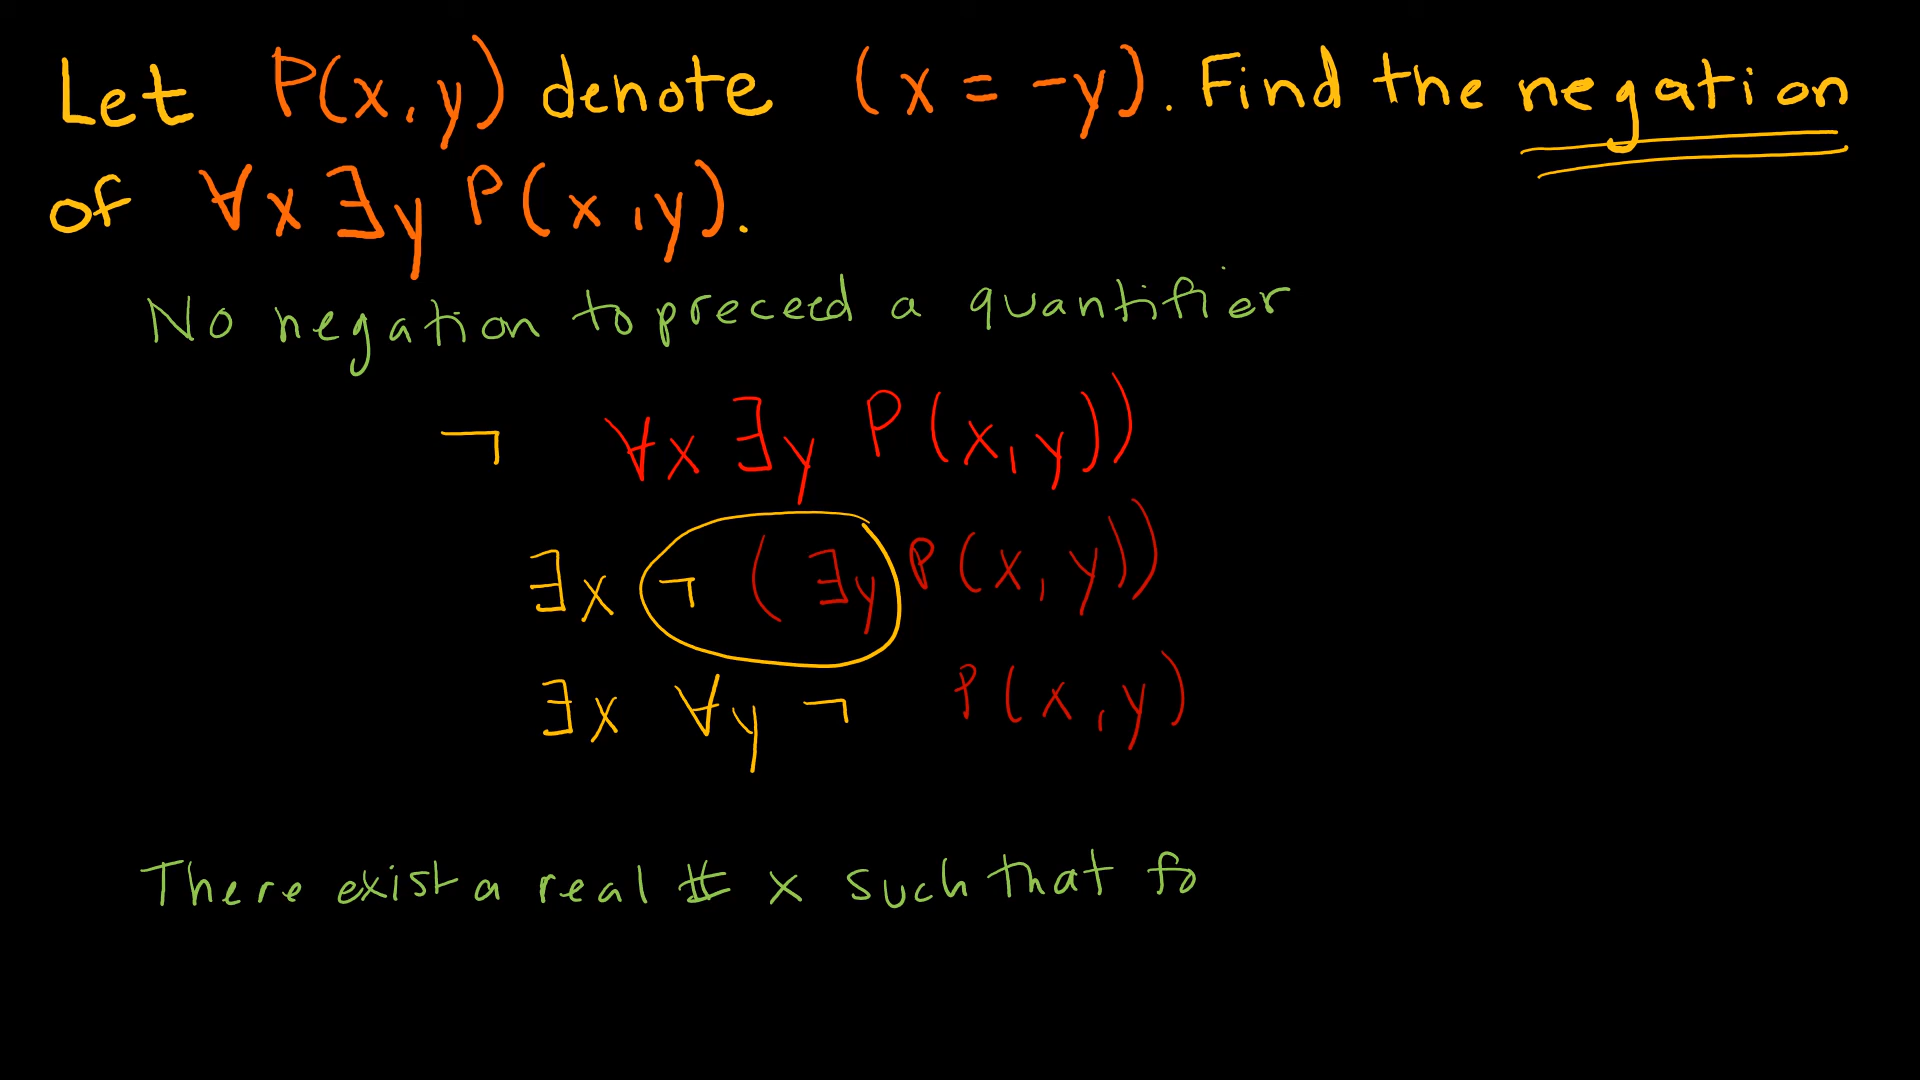 Let P(x,y) denote (x = -y). Find the negation
of ∀x ∃y P(x,y).
No negation to preceed a quantifier
¬ ∀x ∃y P(x,y))
∃x ¬ (∃y P(x,y))
∃x ∀y ¬ P(x,y)
There exist a real # x such that fo